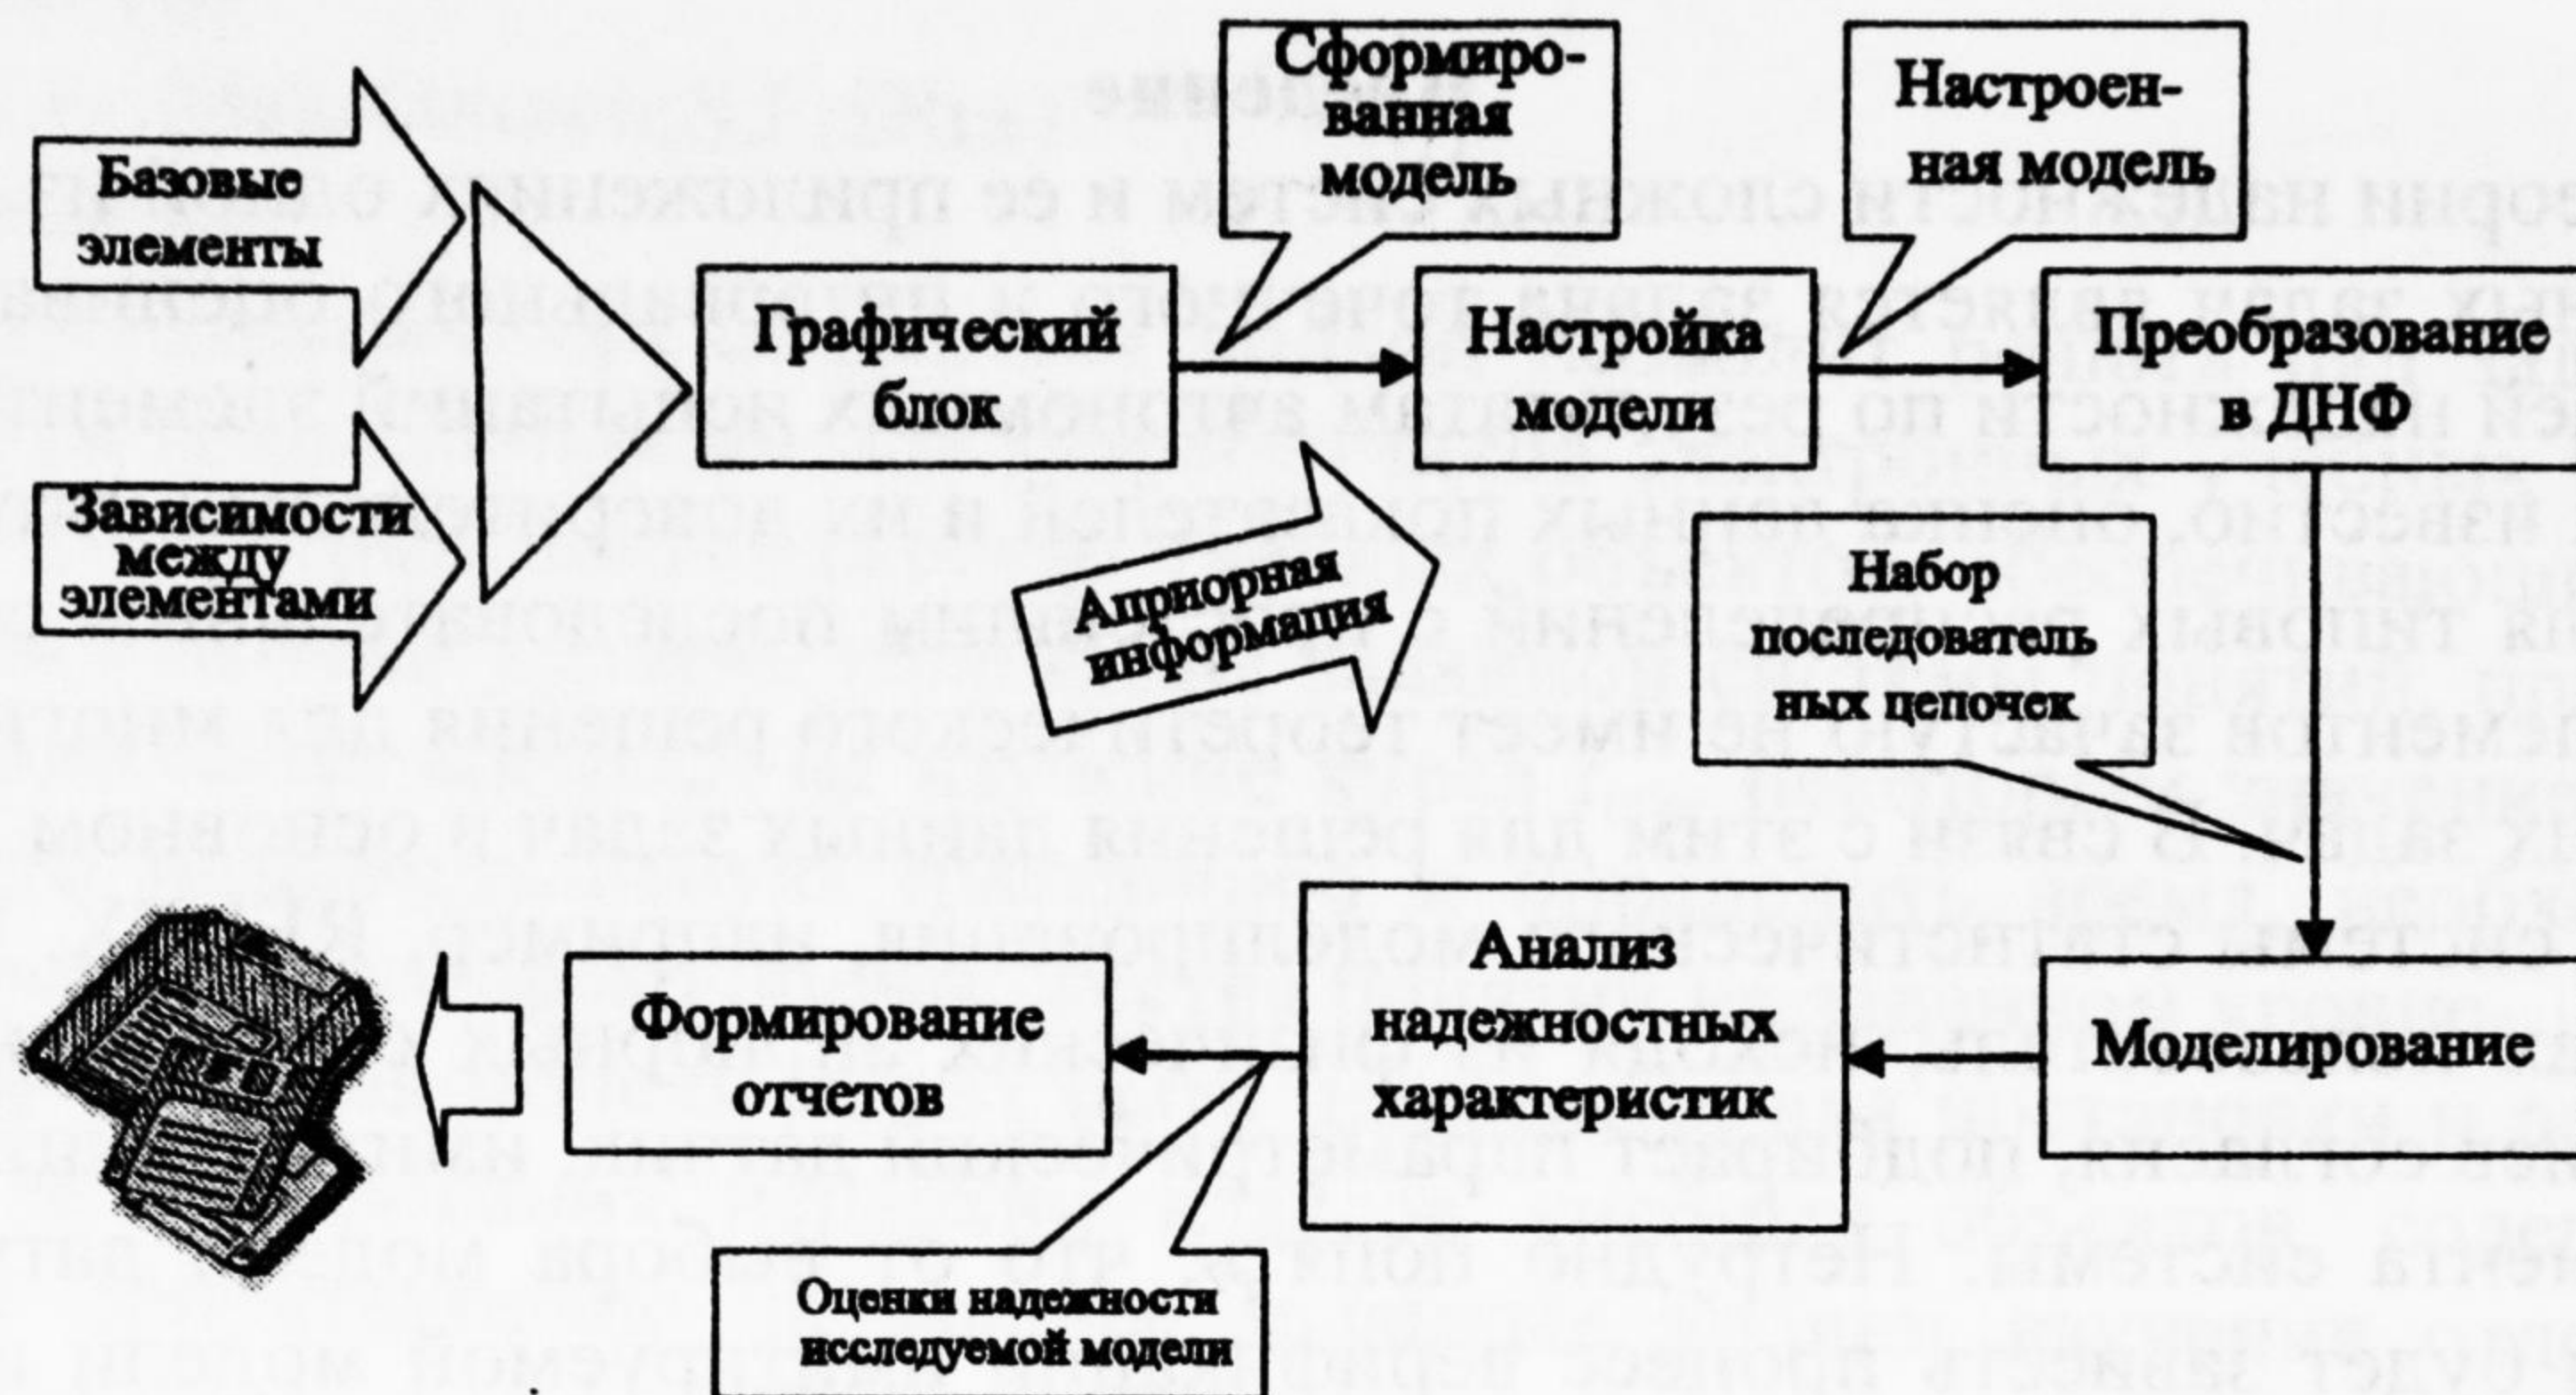 Сформиро-
ванная
модель
Настроен-
ная модель
Базовые
элементы
Графический
блок
Настройка
модели
Преобразование
в ДНФ
Зависимости
между
элементами
Априорная
информация
Набор
последователь
ных цепочек
Формирование
отчетов
Анализ
надежностных
характеристик
Моделирование
Оценки надежности
исследуемой модели